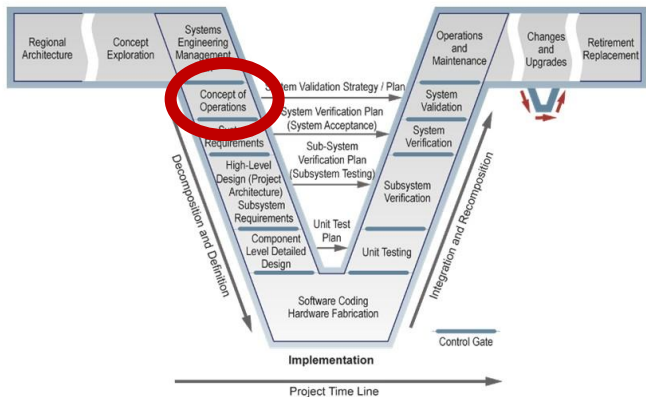 Regional
Architecture
Concept
Exploration
Systems
Engineering
Management
Concept of
Operations
Requirements
High-Level
Design (Project
Architecture)
Subsystem
Requirements
Component
Level Detailed
Design
Software Coding
Hardware Fabrication
Implementation
System Validation Strategy / Plan
System Verification Plan
(System Acceptance)
Sub-System
Verification Plan
(Subsystem Testing)
Unit Test
Plan
Operations
and
Maintenance
System
Validation
System
Verification
Subsystem
Verification
Unit Testing
Changes
and
Upgrades
Retirement
Replacement
Decomposition and Definition
Integration and Recomposition
Control Gate
Project Time Line